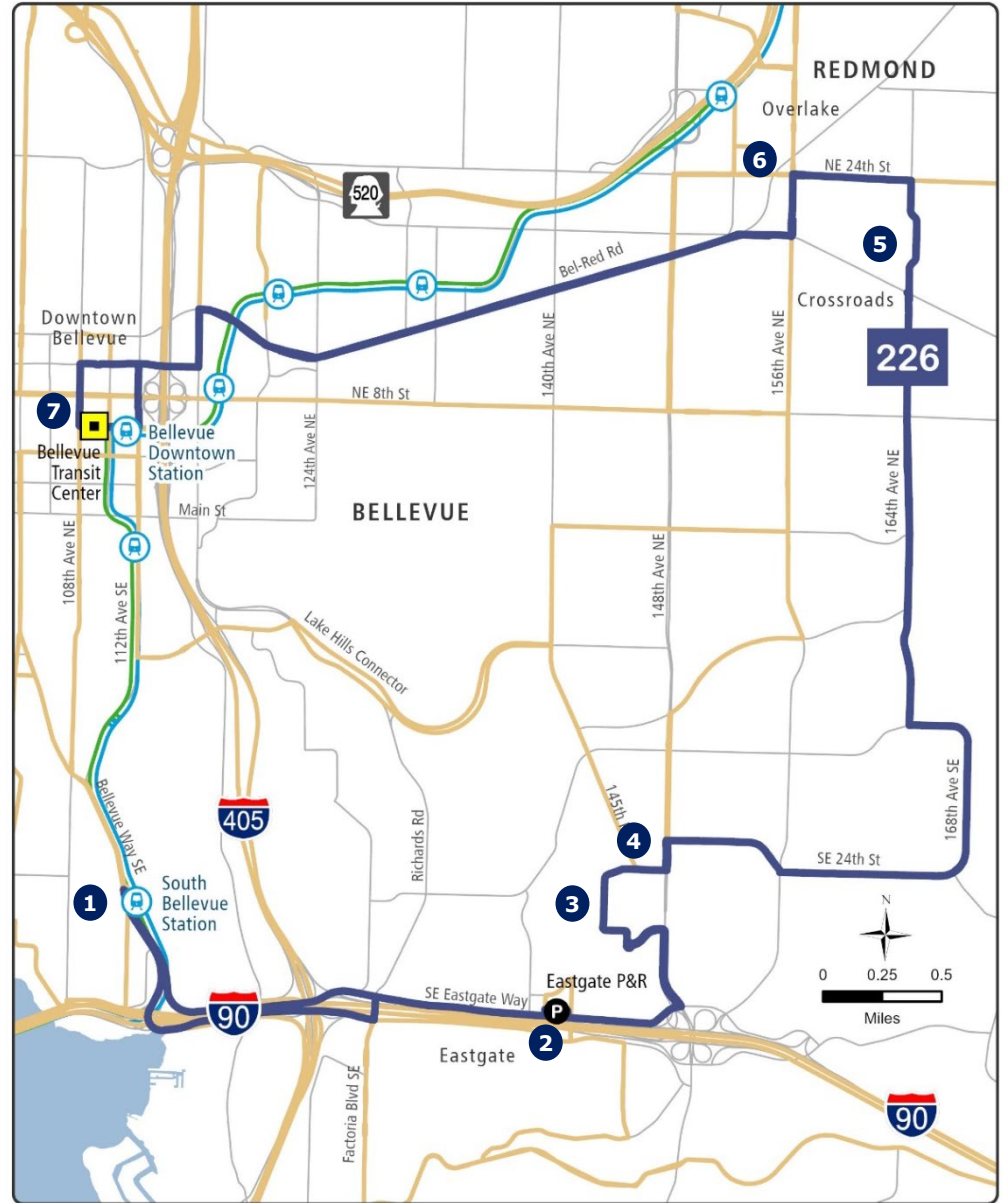 REDMOND
Overlake
6
NE 24th St
520
5
Bel-Red Rd
Crossroads
Downtown
Bellevue
226
140th Ave NE
156th Ave NE
NE 8th St
7
Bellevue
Downtown
Station
Bellevue
Transit
Center
124th Ave NE
164th Ave NE
Main St
BELLEVUE
108th Ave NE
148th Ave NE
112th Ave SE
Lake Hills Connector
Bellevue Way SE
405
Richards Rd
145th
4
168th Ave SE
SE 24th St
1
South
Bellevue
Station
3
N
0 0.25 0.5
Miles
Eastgate P&R
SE Eastgate Way
P
90
2
Eastgate
Factoria Blvd SE
90